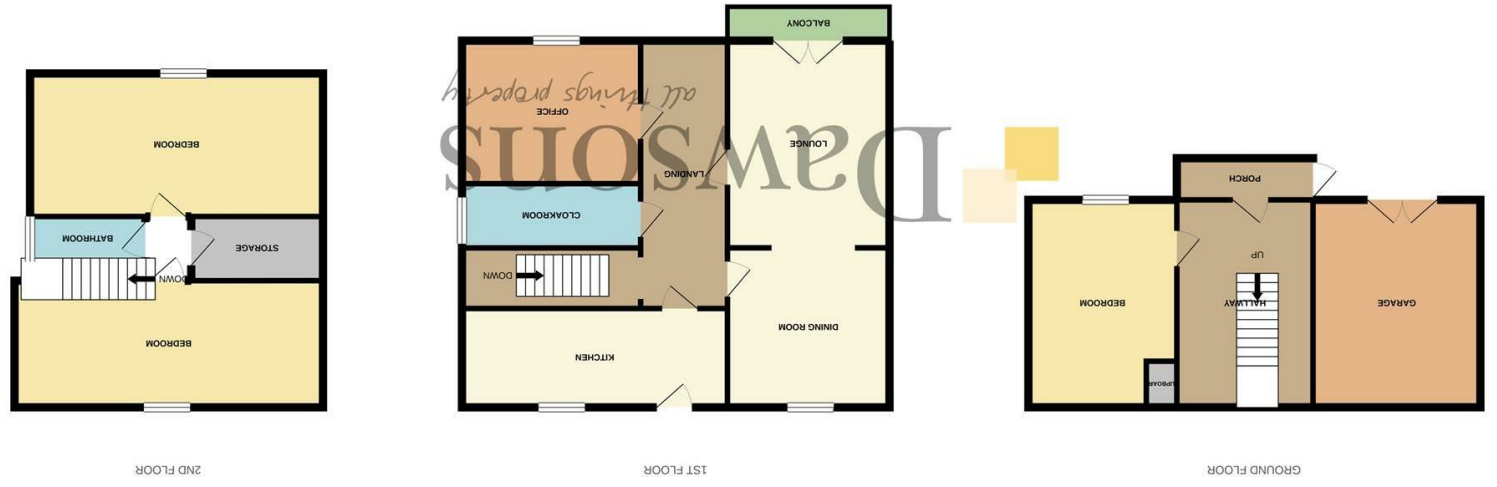 GROUND FLOOR
UPBOAR
GARAGE
HALLWAY
BEDROOM
UP
PORCH
1ST FLOOR
KITCHEN
DINING ROOM
DOWN
CLOAKROOM
LANDING
LOUNGE
OFFICE
BALCONY
Dawsons
all things property
2ND FLOOR
BEDROOM
DOWN
STORAGE
BATHROOM
BEDROOM